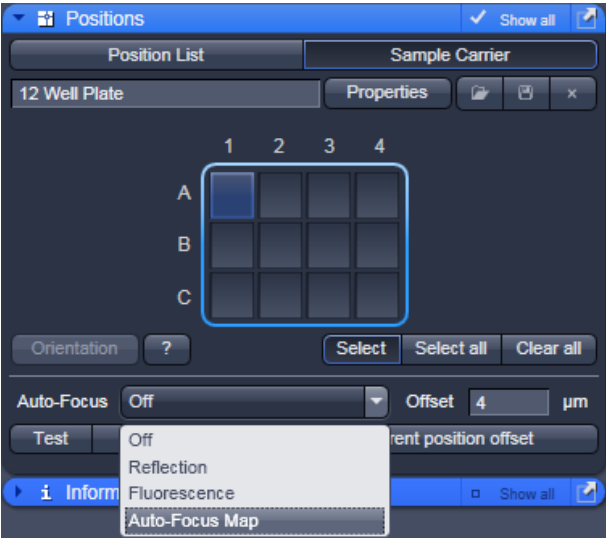 Positions Show all
Position List Sample Carrier
12 Well Plate Properties
1 2 3 4
A
B
C
Orientation ? Select Select all Clear all
Auto-Focus Off Offset 4 µm
Test rent position offset
Off
Reflection
i Inform Show all
Fluorescence
Auto-Focus Map